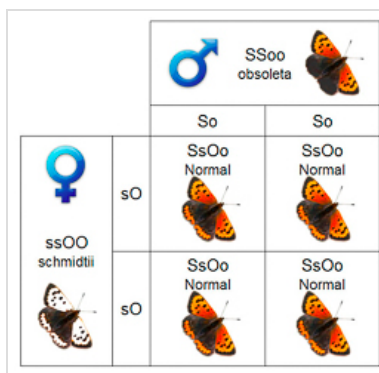 SSoo
obsoleta
So So
SsOo SsOo
Normal Normal
sO
ssOO
schmidtii
SsOo SsOo
Normal Normal
sO